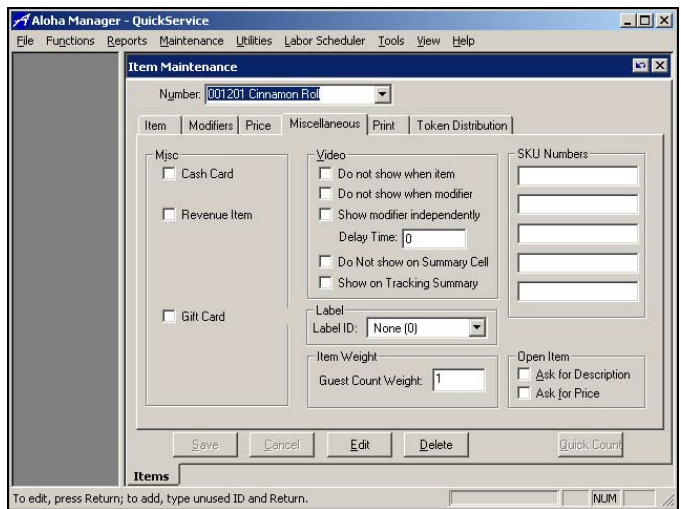 Aloha Manager - QuickService
File Functions Reports Maintenance Utilities Labor Scheduler Tools View Help
Item Maintenance
Number: 001201 Cinnamon Roll
Item Modifiers Price Miscellaneous Print Token Distribution
Misc
Cash Card
Revenue Item
Gift Card
Video
Do not show when item
Do not show when modifier
Show modifier independently
Delay Time: 0
Do Not show on Summary Cell
Show on Tracking Summary
Label
Label ID: None (0)
Item Weight
Guest Count Weight: 1
SKU Numbers
Open Item
Ask for Description
Ask for Price
Save Cancel Edit Delete Quick Count
Items
To edit, press Return; to add, type unused ID and Return. NUM